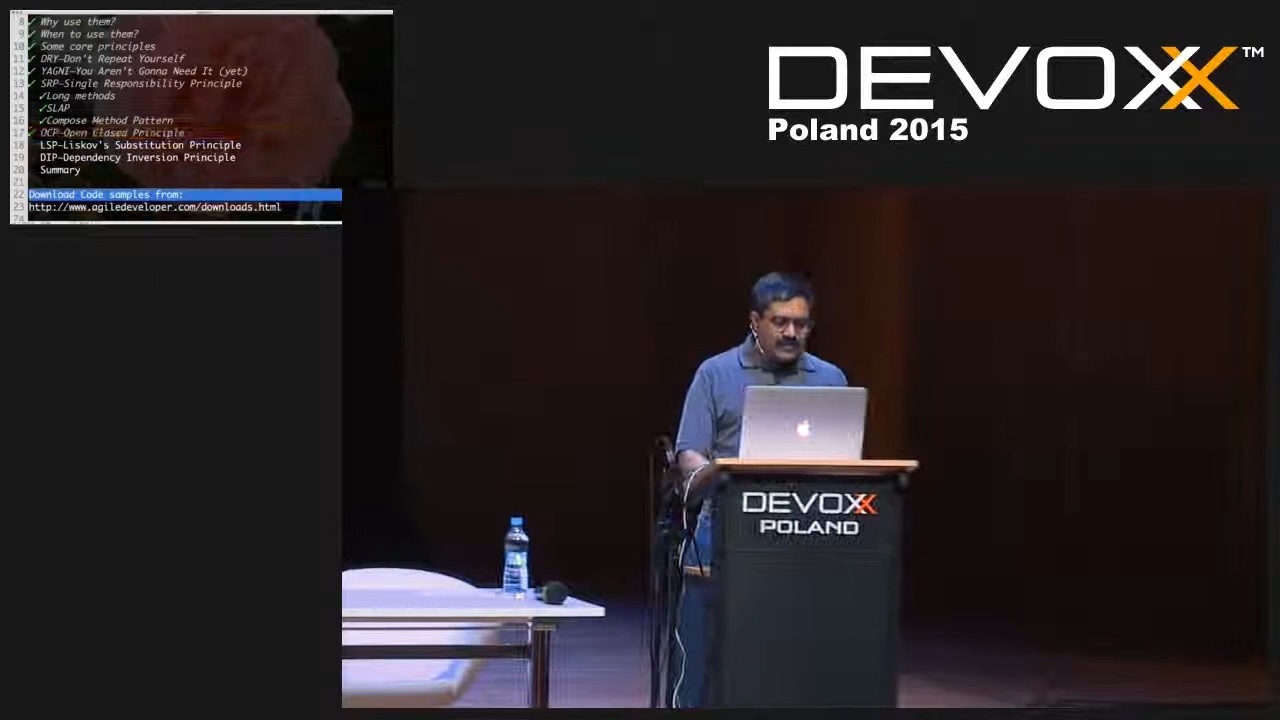 8 ✓ Why use them?
9 ✓ When to use them?
10 ✓ Some core principles
11 ✓ DRY-Don't Repeat Yourself
12 ✓ YAGNI-You Aren't Gonna Need It (yet)
13 ✓ SRP-Single Responsibility Principle
14 ✓Long methods
15 ✓SLAP
16 ✓Compose Method Pattern
17 ✓ OCP-Open Closed Principle
18 LSP-Liskov's Substitution Principle
19 DIP-Dependency Inversion Principle
20 Summary
21
22 Download Code samples from:
23 http://www.agiledeveloper.com/downloads.html
24
DEVOXX™
Poland 2015
DEVOXX
POLAND